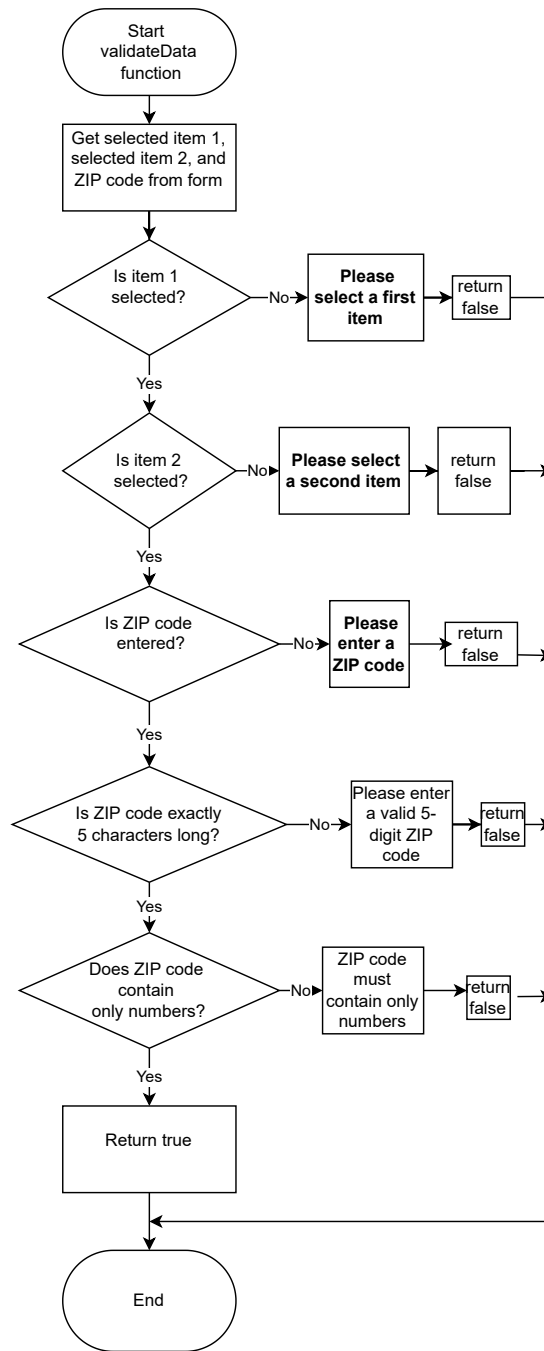 Start
validateData
function
Get selected item 1,
selected item 2, and
ZIP code from form
Is item 1
selected?
No
Please
select a first
item
return
false
Yes
Is item 2
selected?
No
Please select
a second item
return
false
Yes
Is ZIP code
entered?
No
Please
enter a
ZIP code
return
false
Yes
Is ZIP code exactly
5 characters long?
No
Please enter
a valid 5-
digit ZIP
code
return
false
Yes
Does ZIP code
contain
only numbers?
No
ZIP code
must
contain only
numbers
return
false
Yes
Return true
End